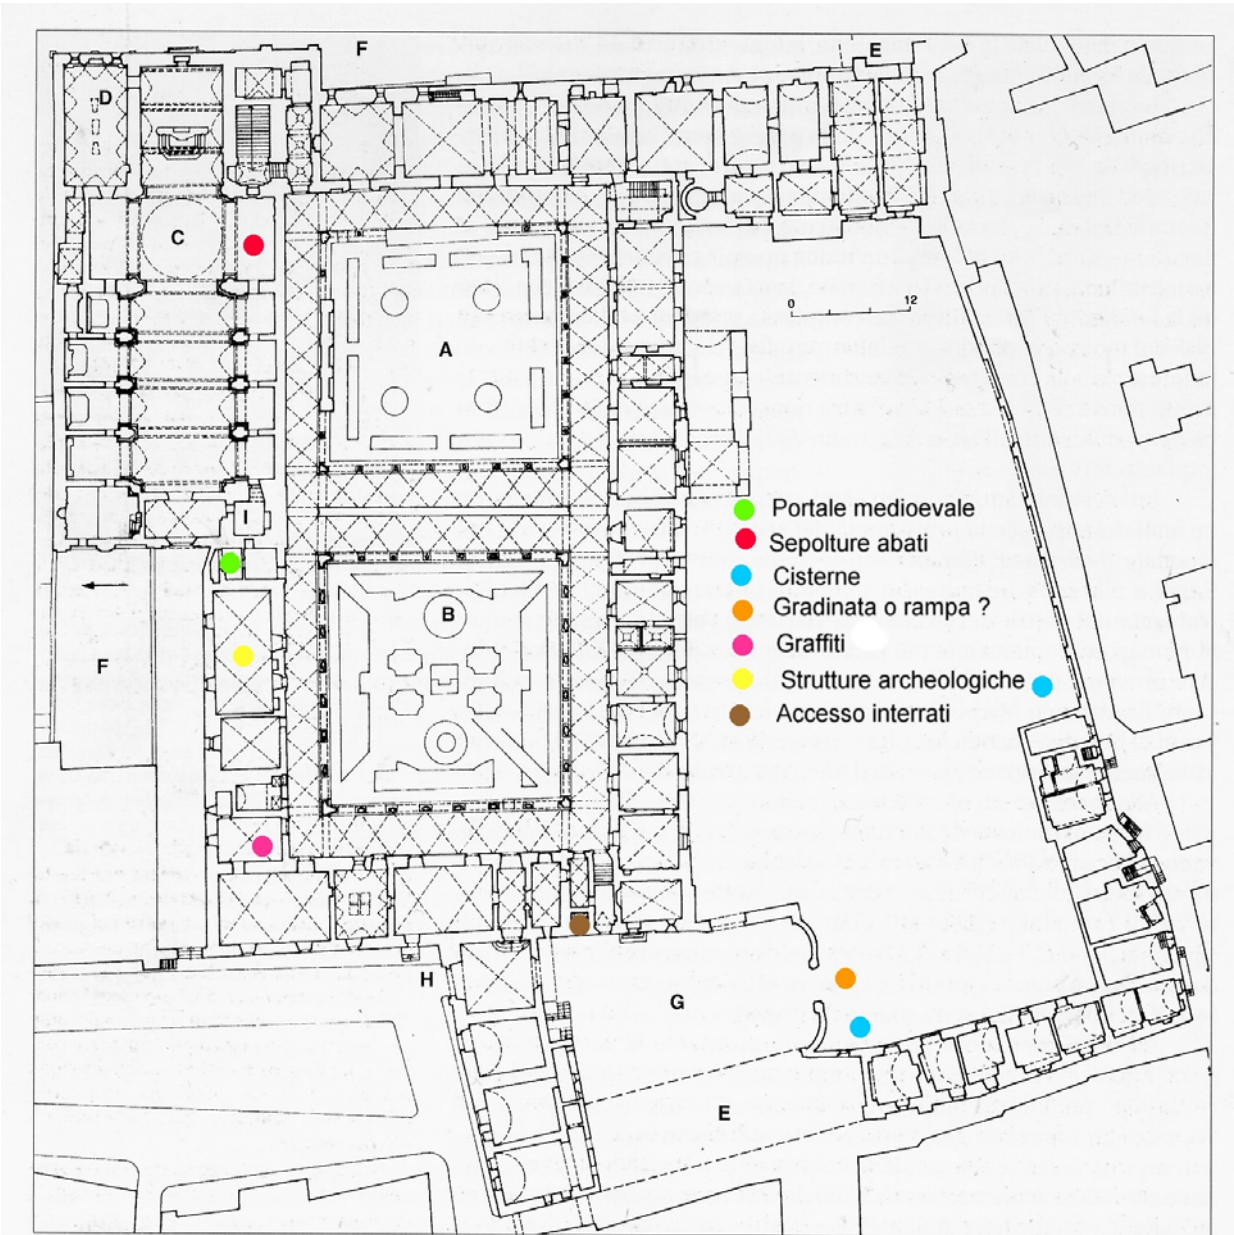 F
E
D
C
0 12
A
Portale medioevale
I
Sepolture abati
Cisterne
Gradinata o rampa ?
B
Graffiti
F
Strutture archeologiche
Accesso interrati
H
G
E